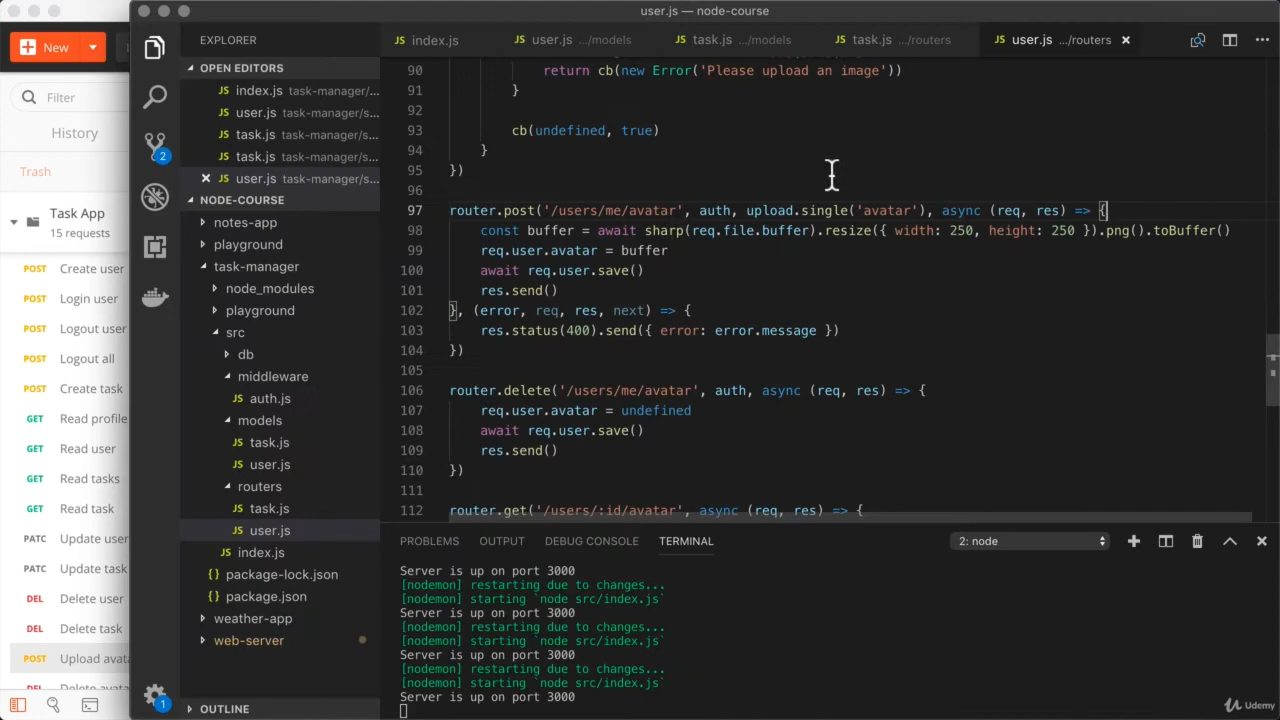 user.js — node-course
New
Filter
History
Trash
Task App
15 requests
POST Create user
POST Login user
POST Logout user
POST Logout all
POST Create task
GET Read profile
GET Read user
GET Read tasks
GET Read task
PATC Update user
PATC Update task
DEL Delete user
DEL Delete task
POST Upload avata
DEL Delete avata
2
1
EXPLORER
OPEN EDITORS
JS index.js task-manager/...
JS user.js task-manager/s...
JS task.js task-manager/s...
JS task.js task-manager/s...
JS user.js task-manager/s...
NODE-COURSE
notes-app
playground
task-manager
node_modules
playground
src
db
middleware
JS auth.js
models
JS task.js
JS user.js
routers
JS task.js
JS user.js
JS index.js
{} package-lock.json
{} package.json
weather-app
web-server
OUTLINE
JS index.js JS user.js .../models JS task.js .../models JS task.js .../routers JS user.js .../routers
90 return cb(new Error('Please upload an image'))
91 }
92
93 cb(undefined, true)
94 }
95 })
96
97 router.post('/users/me/avatar', auth, upload.single('avatar'), async (req, res) => {
98 const buffer = await sharp(req.file.buffer).resize({ width: 250, height: 250 }).png().toBuffer()
99 req.user.avatar = buffer
100 await req.user.save()
101 res.send()
102 }, (error, req, res, next) => {
103 res.status(400).send({ error: error.message })
104 })
105
106 router.delete('/users/me/avatar', auth, async (req, res) => {
107 req.user.avatar = undefined
108 await req.user.save()
109 res.send()
110 })
111
112 router.get('/users/:id/avatar', async (req, res) => {
PROBLEMS OUTPUT DEBUG CONSOLE TERMINAL 2: node
Server is up on port 3000
[nodemon] restarting due to changes...
[nodemon] starting `node src/index.js`
Server is up on port 3000
[nodemon] restarting due to changes...
[nodemon] starting `node src/index.js`
Server is up on port 3000
[nodemon] restarting due to changes...
[nodemon] starting `node src/index.js`
Server is up on port 3000
Udemy